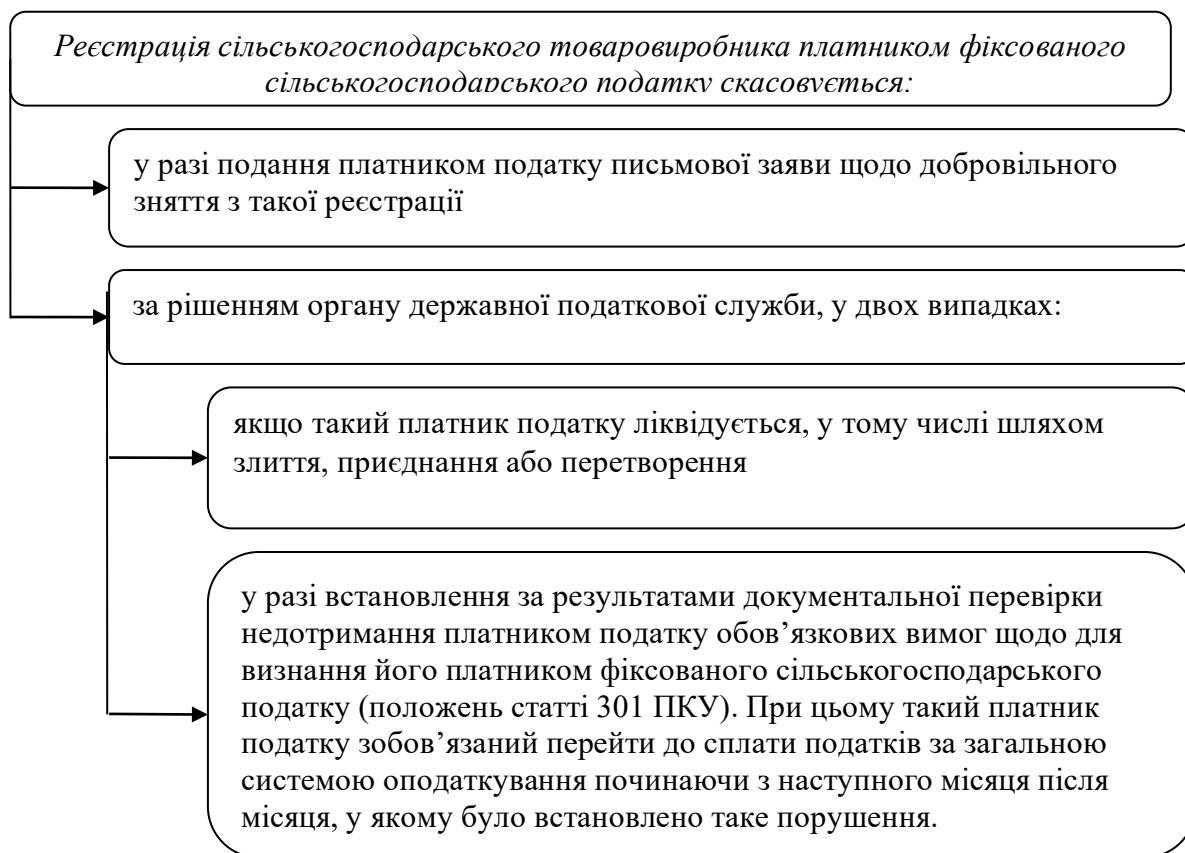 Реєстрація сільськогосподарського товаровиробника платником фіксованого
сільськогосподарського податку скасовується:
у разі подання платником податку письмової заяви щодо добровільного
зняття з такої реєстрації
за рішенням органу державної податкової служби, у двох випадках:
якщо такий платник податку ліквідується, у тому числі шляхом
злиття, приєднання або перетворення
у разі встановлення за результатами документальної перевірки
недотримання платником податку обов’язкових вимог щодо для
визнання його платником фіксованого сільськогосподарського
податку (положень статті 301 ПКУ). При цьому такий платник
податку зобов’язаний перейти до сплати податків за загальною
системою оподаткування починаючи з наступного місяця після
місяця, у якому було встановлено таке порушення.